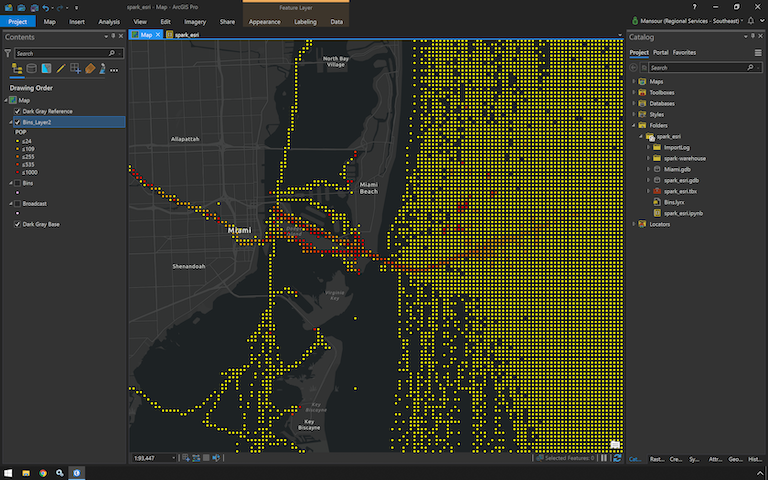 spark_esri - Map - ArcGIS Pro
Feature Layer
Project Map Insert Analysis View Edit Imagery Share Appearance Labeling Data
Mansour (Regional Services - Southeast)
Contents
Search
Drawing Order
Map
Dark Gray Reference
Bins_Layer2
POP
≤24
≤109
≤255
≤535
≤1000
Bins
Broadcast
Dark Gray Base
Map spark_esri
North Bay
Village
Allapattah
Miami
Beach
Miami
Shenandoah
Virginia
Key
Key
Biscayne
Key
Biscayne
1:93,447
Selected Features: 0
Catalog
Project Portal Favorites
Search
Maps
Toolboxes
Databases
Styles
Folders
spark_esri
ImportLog
spark-warehouse
Miami.gdb
spark_esri.gdb
spark_esri.tbx
Bins.lyrx
spark_esri.ipynb
Locators
Cat... Rast... Cre... Sy... Attr... Geo... Hist...